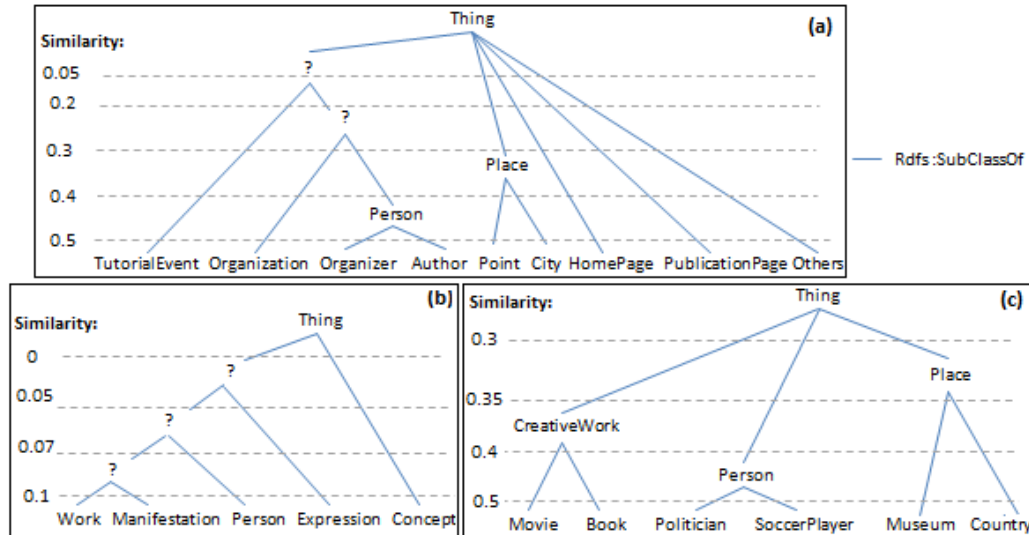 Thing (a)
Similarity:
0.05
?
0.2
?
0.3
Place
Rdfs :SubClassOf
0.4
Person
0.5
TutorialEvent Organization Organizer Author Point City HomePage PublicationPage Others
(b)
Similarity: Thing
0
?
0.05
?
0.07
?
0.1
Work Manifestation Person Expression Concept
Thing (c)
Similarity:
0.3
Place
0.35
CreativeWork
0.4
Person
0.5
Movie Book Politician SoccerPlayer Museum Country